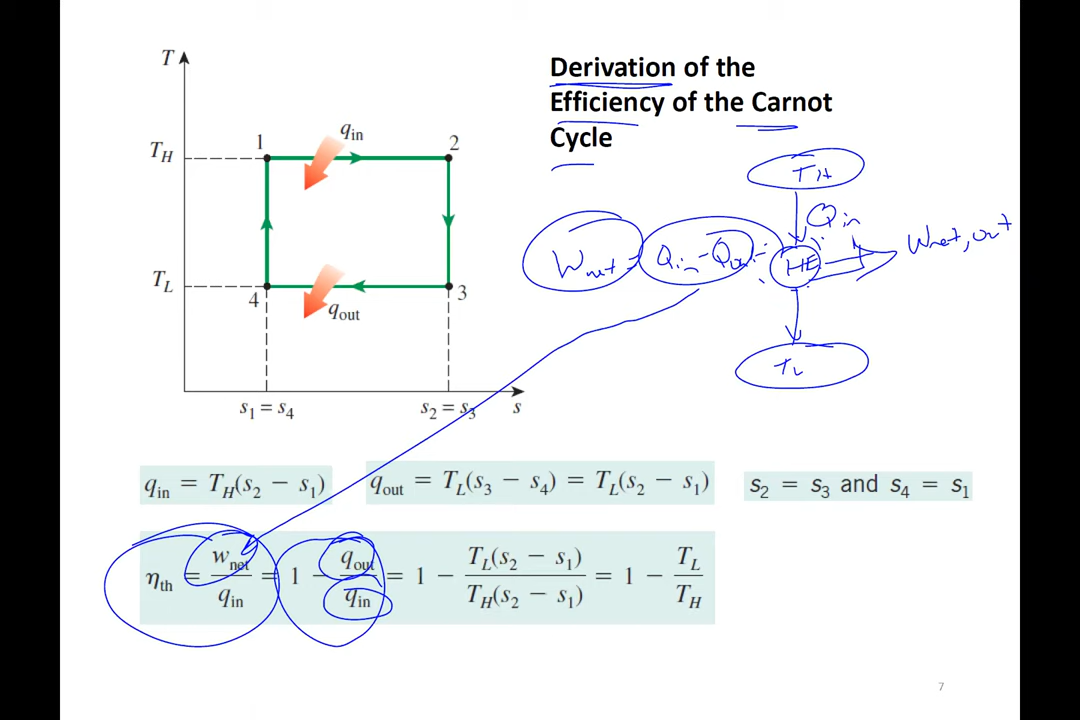 Derivation of the
Efficiency of the Carnot
Cycle
T
T_H
1
q_in
2
T_L
4
q_out
3
s_1 = s_4
s_2 = s_3
s
TH
Qin
Wnet = Qin - Qout =
HE
Wnet, out
TL
q_in = T_H(s_2 − s_1)
q_out = T_L(s_3 − s_4) = T_L(s_2 − s_1)
s_2 = s_3 and s_4 = s_1
η_th = w_net / q_in = 1 − q_out / q_in = 1 − T_L(s_2 − s_1) / T_H(s_2 − s_1) = 1 − T_L / T_H
7